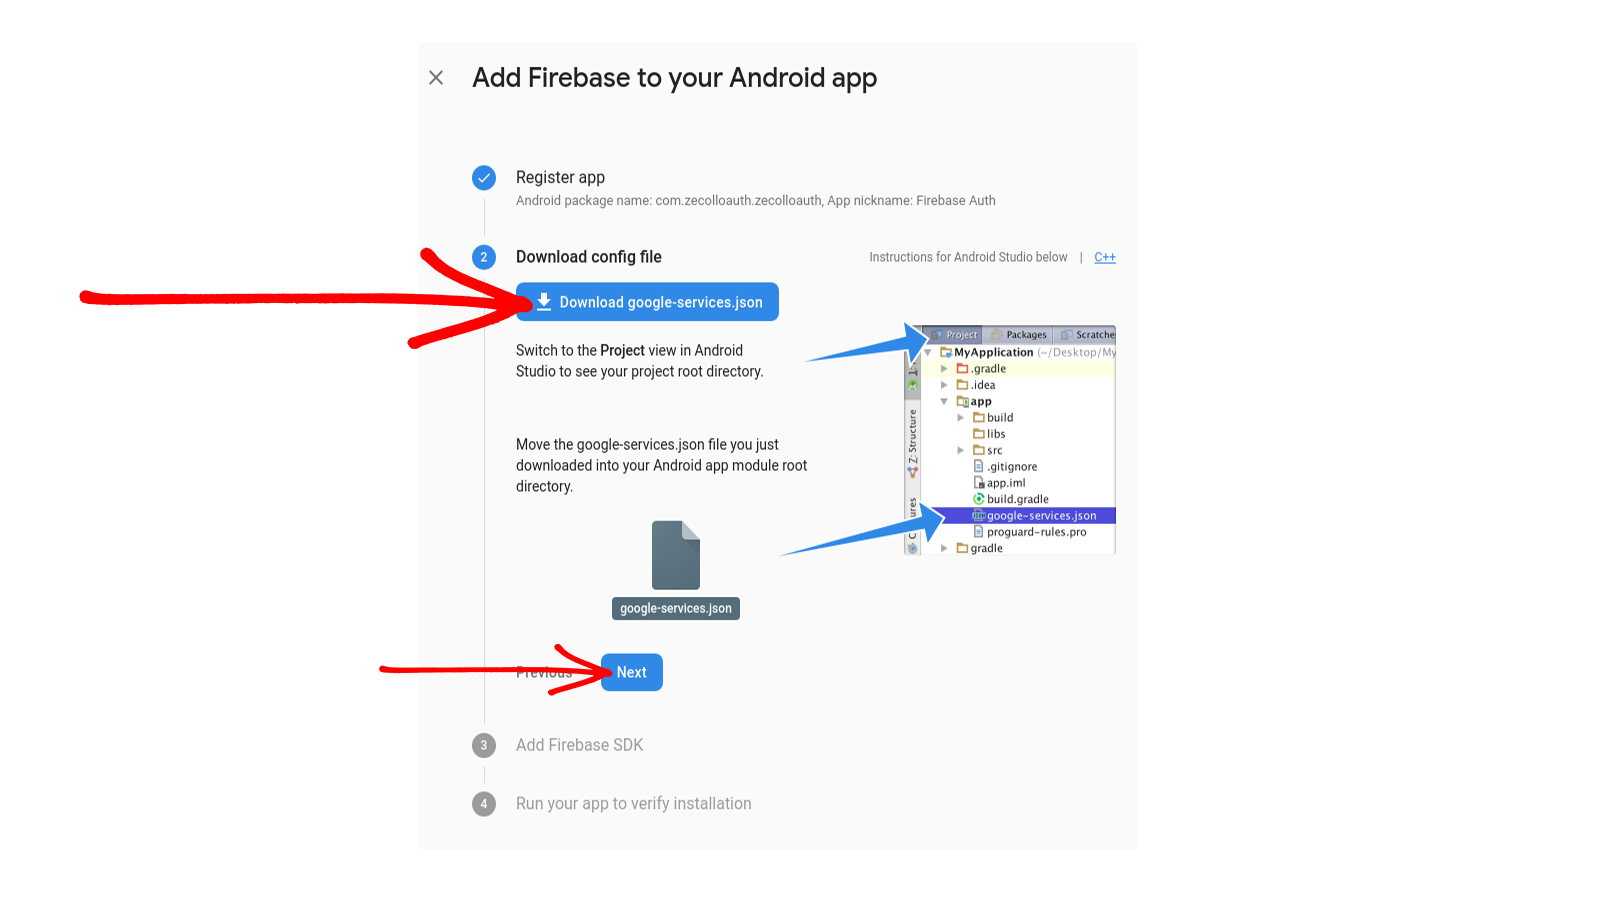 Add Firebase to your Android app
Register app
Android package name: com.zecolloauth.zecolloauth, App nickname: Firebase Auth
2
Download config file
Instructions for Android Studio below | C++
Download google-services.json
Switch to the Project view in Android
Studio to see your project root directory.
Move the google-services.json file you just
downloaded into your Android app module root
directory.
google-services.json
Project
Packages
Scratche
MyApplication (~/Desktop/My
.gradle
.idea
app
build
libs
src
.gitignore
app.iml
build.gradle
google-services.json
proguard-rules.pro
gradle
Z: Structure
Previous
Next
3
Add Firebase SDK
4
Run your app to verify installation